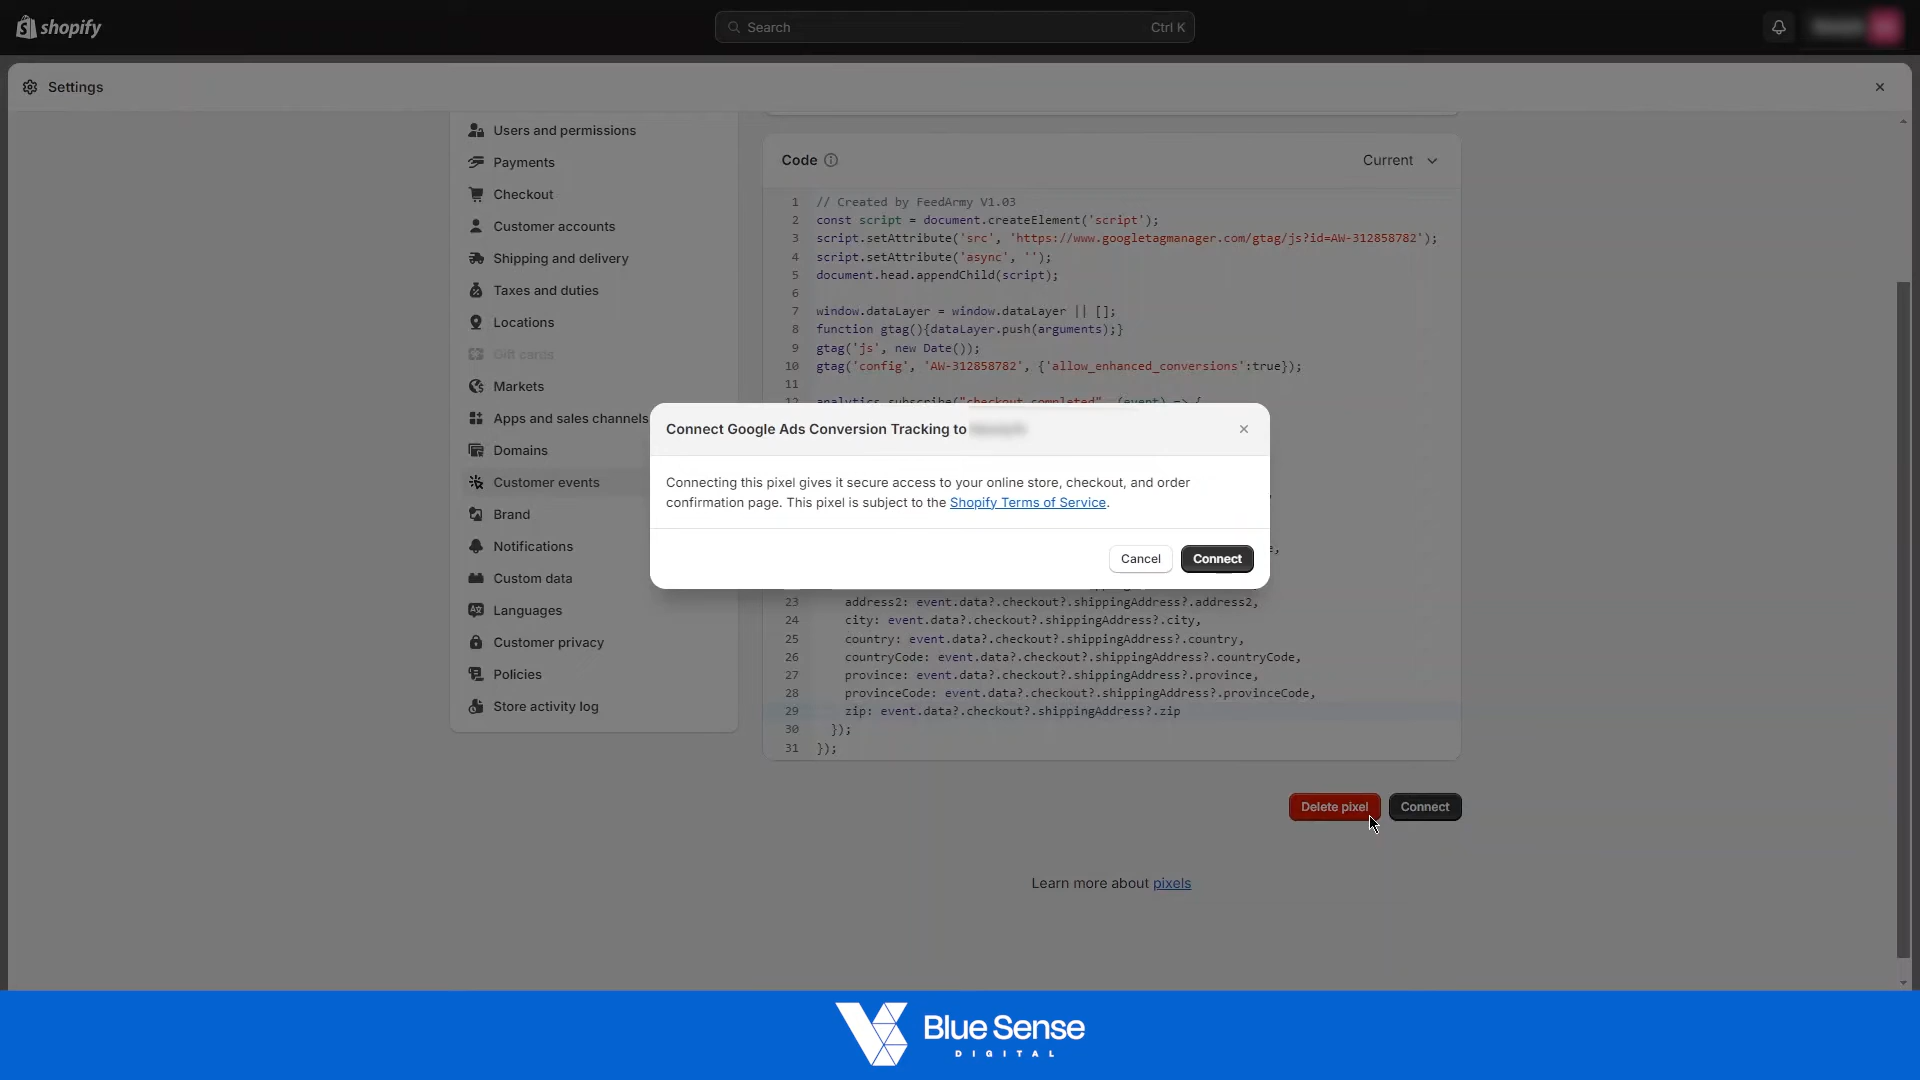 shopify
Search
Ctrl K
Settings
Users and permissions
Payments
Checkout
Customer accounts
Shipping and delivery
Taxes and duties
Locations
Gift cards
Markets
Apps and sales channels
Domains
Customer events
Brand
Notifications
Custom data
Languages
Customer privacy
Policies
Store activity log
Code
Current
1 // Created by FeedArmy V1.03
2 const script = document.createElement('script');
3 script.setAttribute('src', 'https://www.googletagmanager.com/gtag/js?id=AW-312858782');
4 script.setAttribute('async', '');
5 document.head.appendChild(script);
6
7 window.dataLayer = window.dataLayer || [];
8 function gtag(){dataLayer.push(arguments);}
9 gtag('js', new Date());
10 gtag('config', 'AW-312858782', {'allow_enhanced_conversions':true});
11
12 analytics.subscribe("checkout_completed", (event) => {
Connect Google Ads Conversion Tracking to
Connecting this pixel gives it secure access to your online store, checkout, and order
confirmation page. This pixel is subject to the Shopify Terms of Service.
Cancel
Connect
23 address2: event.data?.checkout?.shippingAddress?.address2,
24 city: event.data?.checkout?.shippingAddress?.city,
25 country: event.data?.checkout?.shippingAddress?.country,
26 countryCode: event.data?.checkout?.shippingAddress?.countryCode,
27 province: event.data?.checkout?.shippingAddress?.province,
28 provinceCode: event.data?.checkout?.shippingAddress?.provinceCode,
29 zip: event.data?.checkout?.shippingAddress?.zip
30 });
31 });
Delete pixel
Connect
Learn more about pixels
Blue Sense
DIGITAL